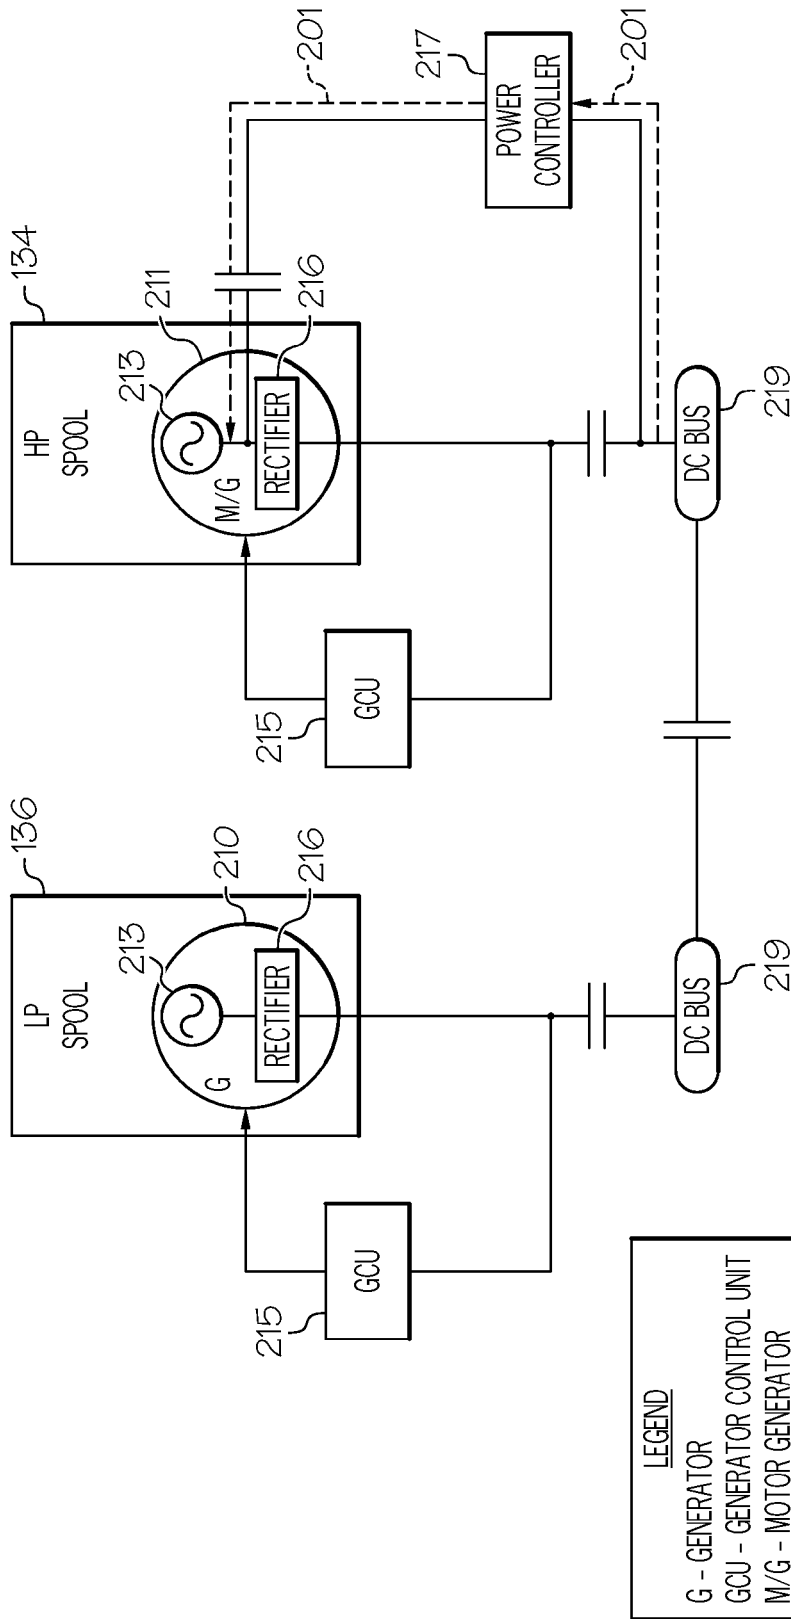 136
LP
SPOOL
213
210
G
RECTIFIER
216
215
GCU
DC BUS
219
134
HP
SPOOL
213
211
M/G
RECTIFIER
216
215
GCU
201
217
POWER
CONTROLLER
201
DC BUS
219
LEGEND
G - GENERATOR
GCU - GENERATOR CONTROL UNIT
M/G - MOTOR GENERATOR